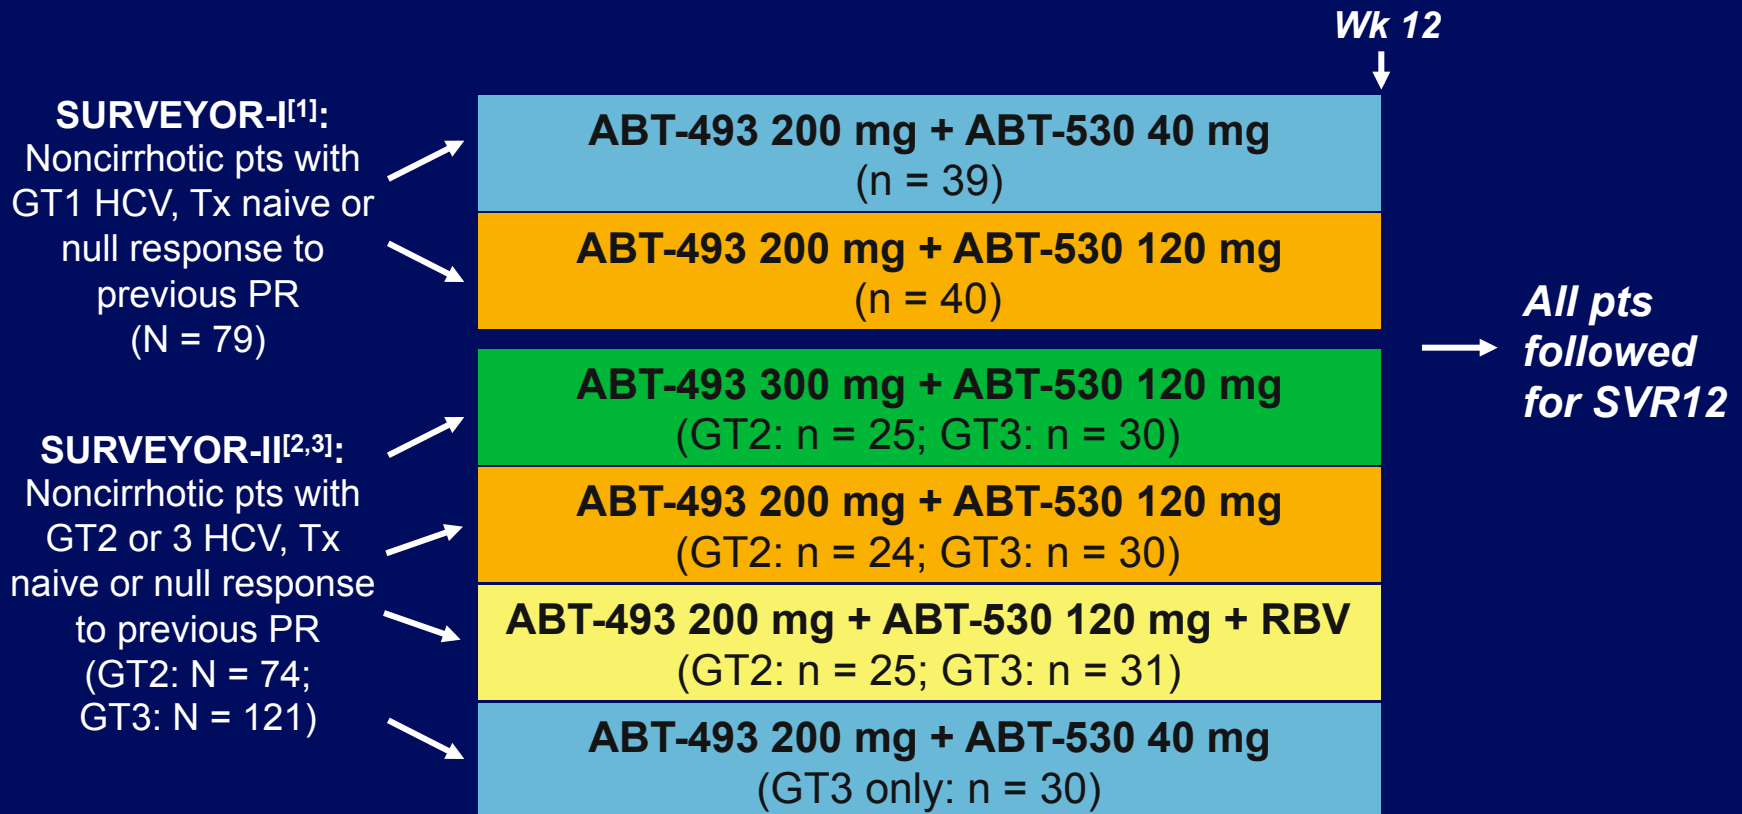 Wk 12
SURVEYOR-I[1]:
Noncirrhotic pts with
GT1 HCV, Tx naive or
null response to
previous PR
(N = 79)
ABT-493 200 mg + ABT-530 40 mg
(n = 39)
ABT-493 200 mg + ABT-530 120 mg
(n = 40)
SURVEYOR-II[2,3]:
Noncirrhotic pts with
GT2 or 3 HCV, Tx
naive or null response
to previous PR
(GT2: N = 74;
GT3: N = 121)
ABT-493 300 mg + ABT-530 120 mg
(GT2: n = 25; GT3: n = 30)
ABT-493 200 mg + ABT-530 120 mg
(GT2: n = 24; GT3: n = 30)
ABT-493 200 mg + ABT-530 120 mg + RBV
(GT2: n = 25; GT3: n = 31)
ABT-493 200 mg + ABT-530 40 mg
(GT3 only: n = 30)
All pts
followed
for SVR12